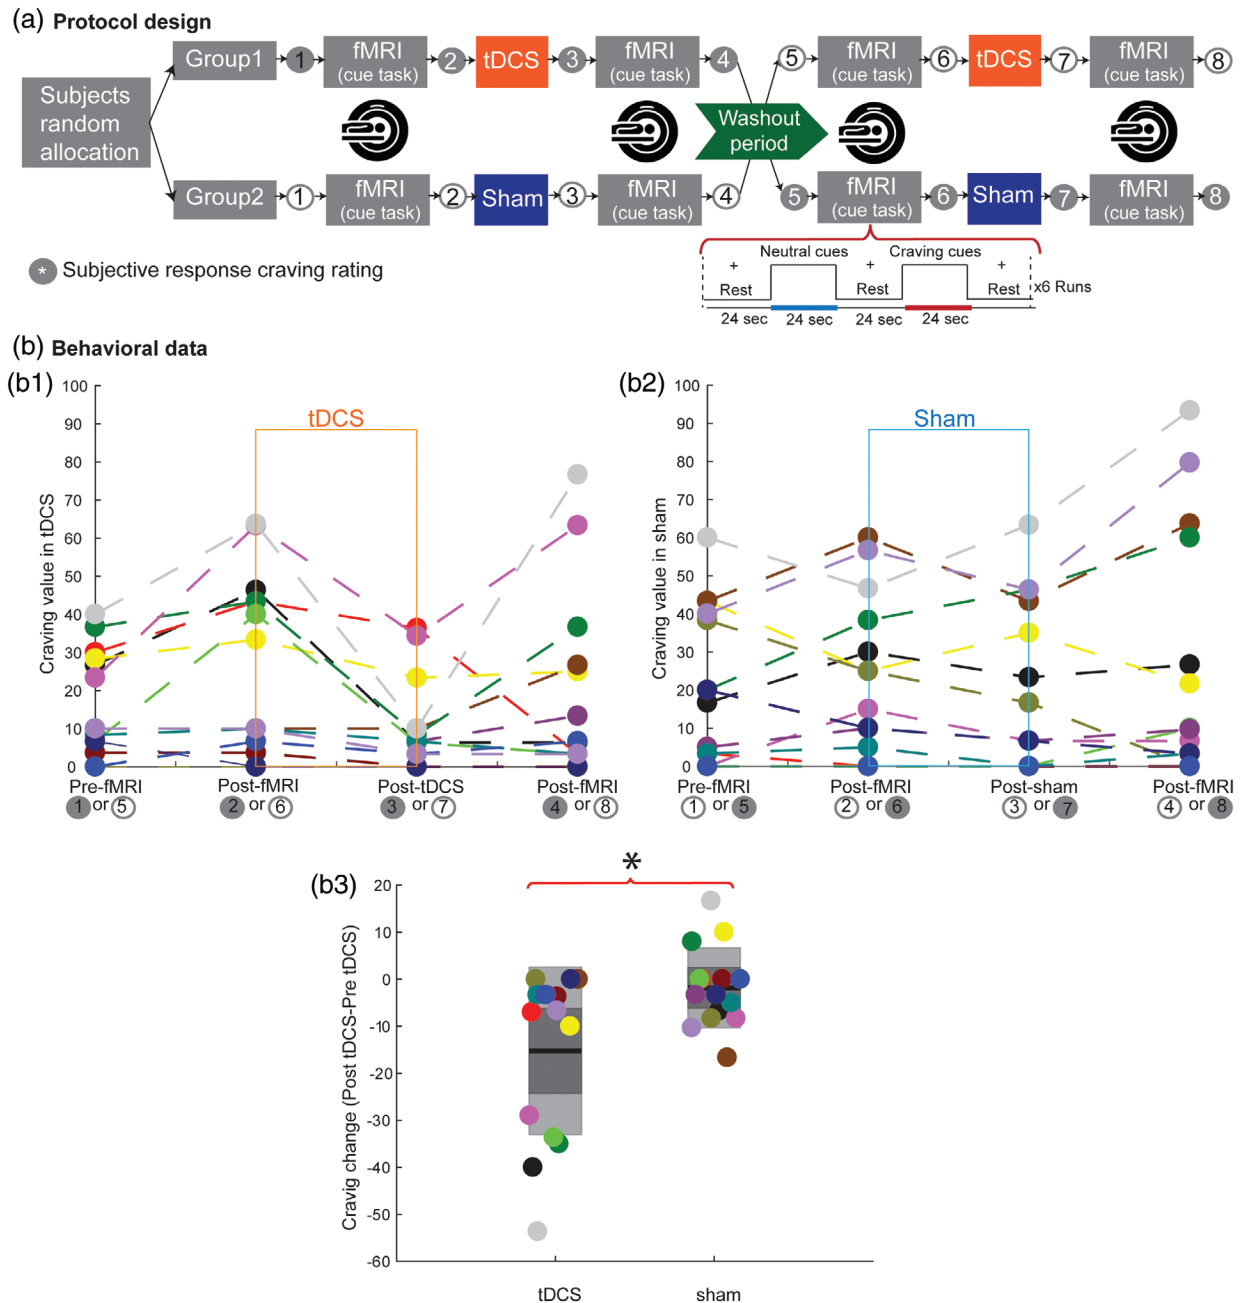 (a) Protocol design
Group1 1 fMRI (cue task) 2 tDCS 3 fMRI (cue task) 4 5 fMRI (cue task) 6 tDCS 7 fMRI (cue task) 8
Subjects
random
allocation
Washout
period
Group2 1 fMRI (cue task) 2 Sham 3 fMRI (cue task) 4 5 fMRI (cue task) 6 Sham 7 fMRI (cue task) 8
* Subjective response craving rating
Neutral cues Craving cues
+ + +
Rest Rest Rest x6 Runs
24 sec 24 sec 24 sec 24 sec
(b) Behavioral data
(b1)
tDCS
Craving value in tDCS
100
90
80
70
60
50
40
30
20
10
0
Pre-fMRI Post-fMRI Post-tDCS Post-fMRI
1 or 5 2 or 6 3 or 7 4 or 8
(b2)
Sham
Craving value in sham
100
90
80
70
60
50
40
30
20
10
0
Pre-fMRI Post-fMRI Post-sham Post-fMRI
1 or 5 2 or 6 3 or 7 4 or 8
(b3)
*
Cravig change (Post tDCS-Pre tDCS)
20
10
0
-10
-20
-30
-40
-50
-60
tDCS sham